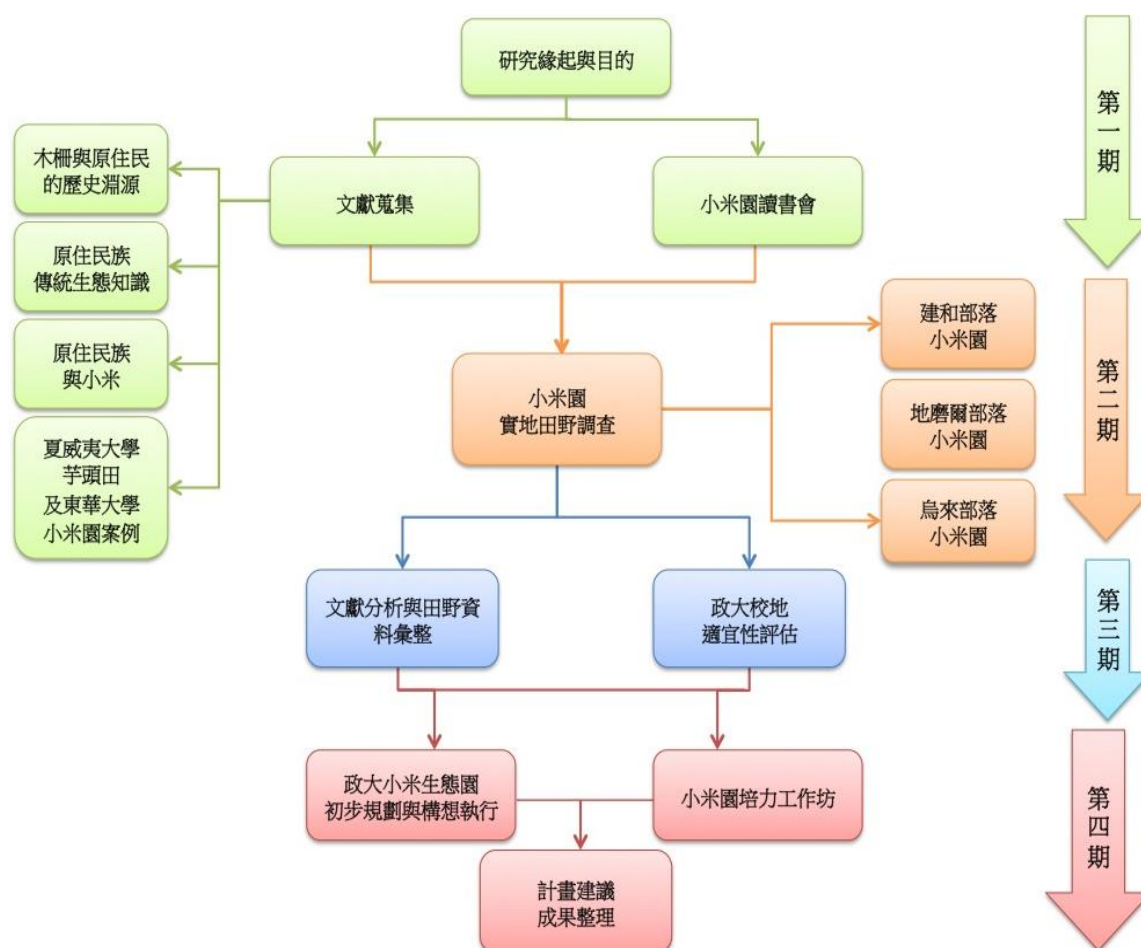 研究緣起與目的
文獻蒐集
小米園讀書會
木柵與原住民
的歷史淵源
原住民族
傳統生態知識
原住民族
與小米
夏威夷大學
芋頭田
及東華大學
小米園案例
第一期
小米園
實地田野調查
建和部落
小米園
地磨爾部落
小米園
烏來部落
小米園
第二期
文獻分析與田野資
料彙整
政大校地
適宜性評估
第三期
政大小米生態園
初步規劃與構想執行
小米園培力工作坊
計畫建議
成果整理
第四期